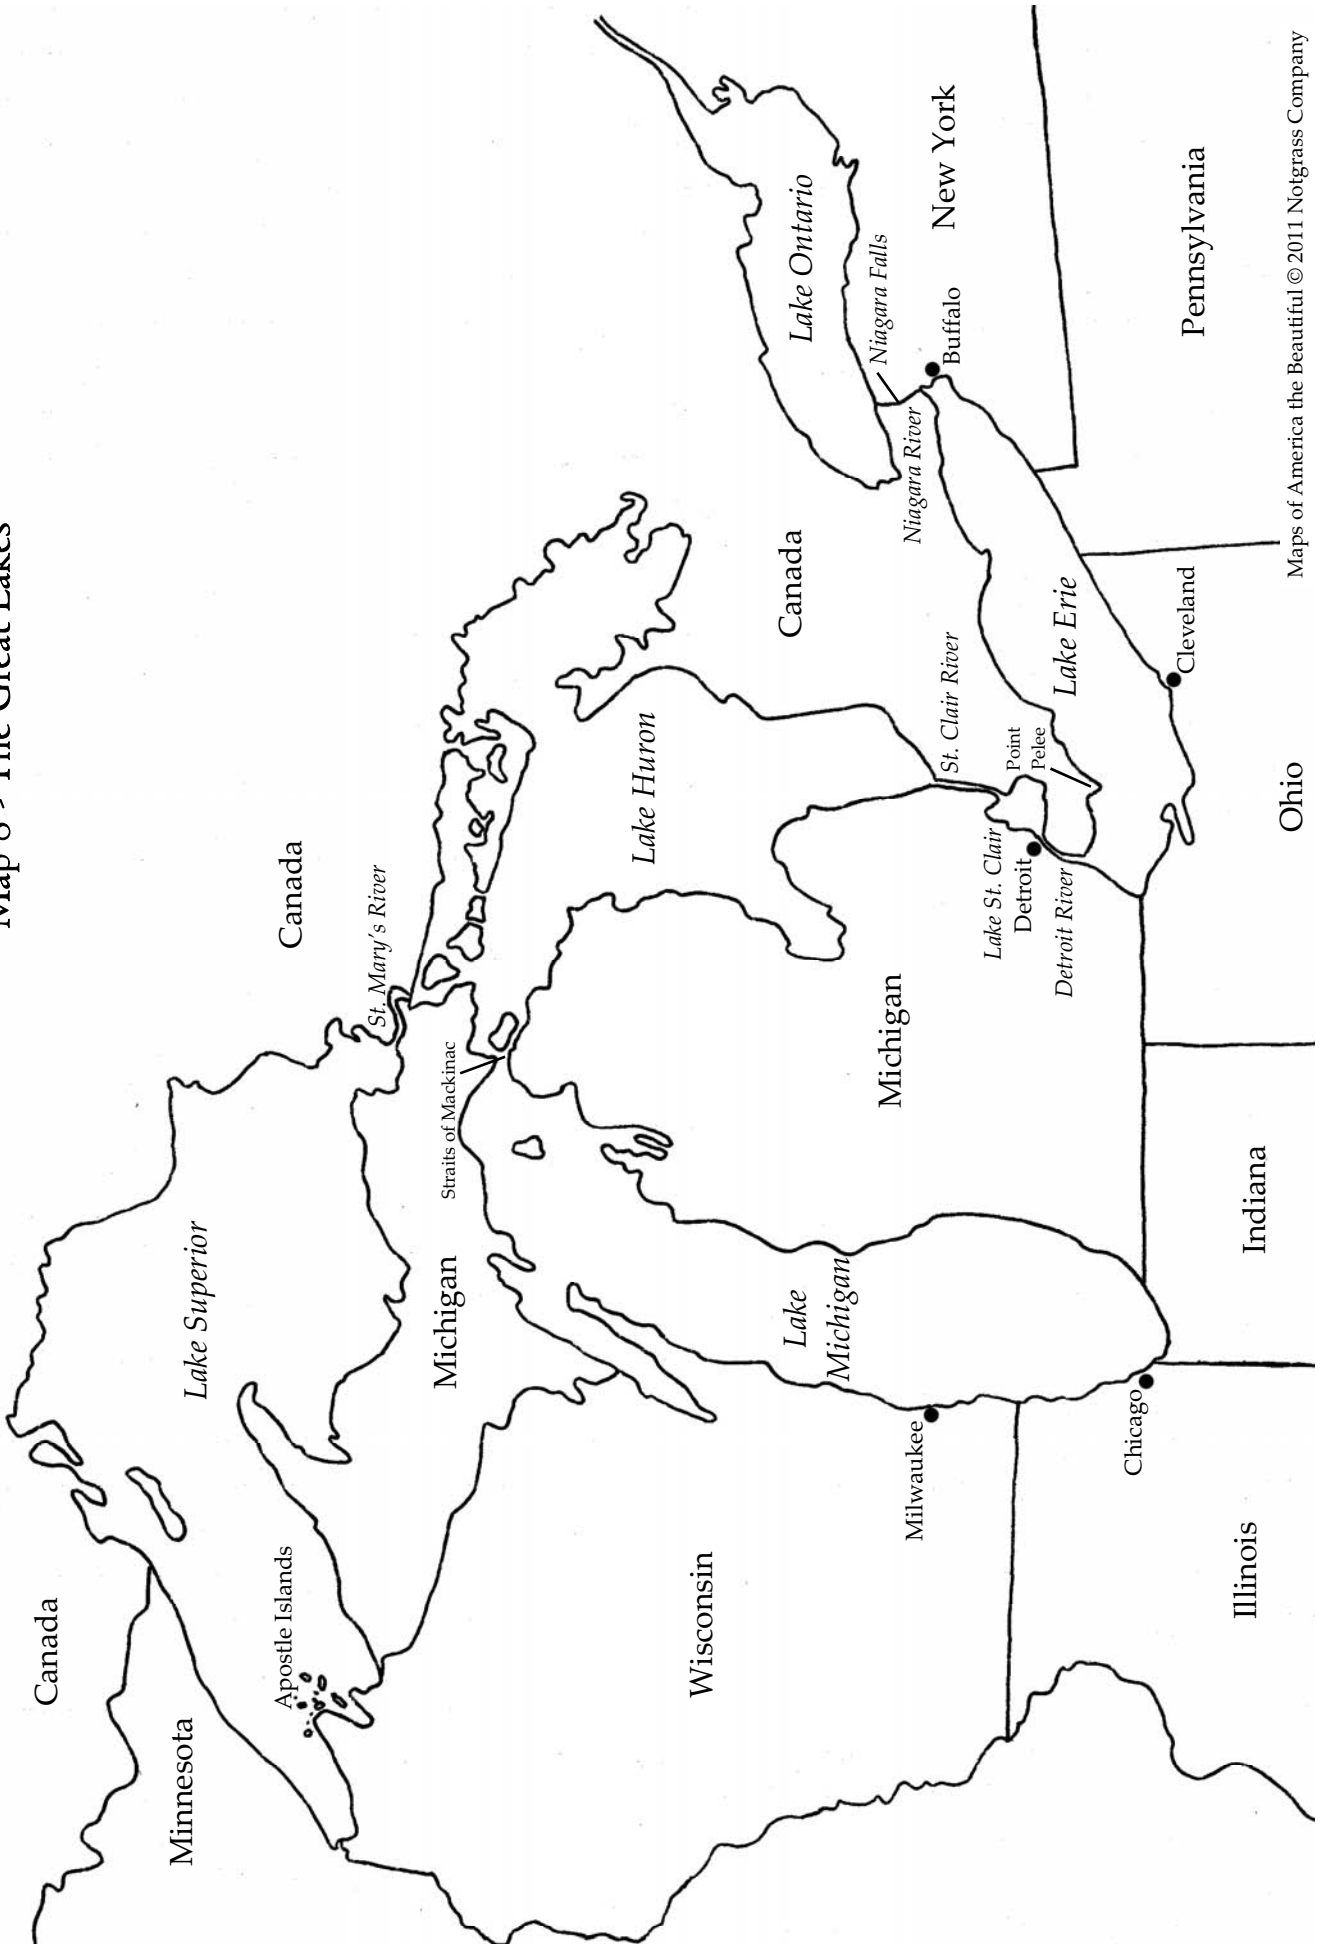 Map
The Great Lakes
Canada
Minnesota
Lake Superior
Apostle Islands
Canada
St. Mary's River
Michigan
Straits of Mackinac
Lake Huron
Wisconsin
Canada
Lake
Michigan
Lake Ontario
Niagara Falls
Michigan
Niagara River
Milwaukee
New York
St. Clair River
Buffalo
Lake St. Clair
Point
Pelee
Detroit
Detroit River
Lake Erie
Chicago
Cleveland
Pennsylvania
Illinois
Indiana
Ohio
Maps of America the Beautiful © 2011 Notgrass Company